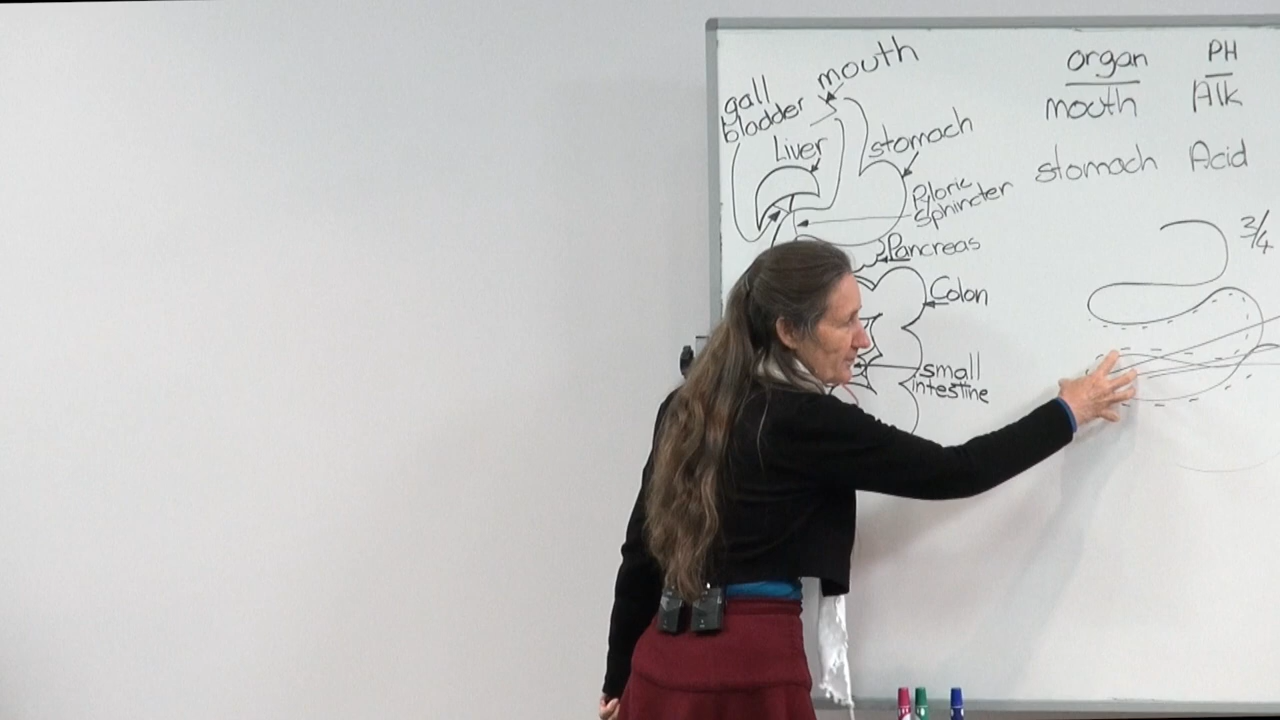 mouth
gall
bladder
Liver
stomach
Pyloric
Sphincter
Pancreas
Colon
small
intestine
organ PH
mouth Alk
stomach Acid
3/4